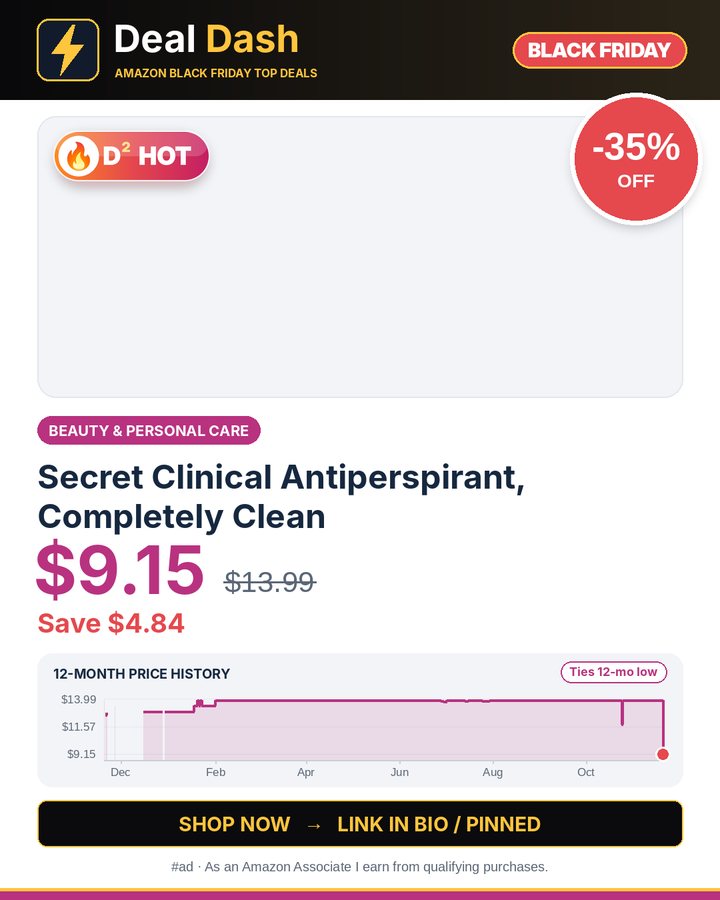 Deal Dash
AMAZON BLACK FRIDAY TOP DEALS
BLACK FRIDAY
D² HOT
-35%
OFF
BEAUTY & PERSONAL CARE
Secret Clinical Antiperspirant,
Completely Clean
$9.15 $13.99
Save $4.84
12-MONTH PRICE HISTORY
Ties 12-mo low
$13.99
$11.57
$9.15
Dec Feb Apr Jun Aug Oct
SHOP NOW → LINK IN BIO / PINNED
#ad · As an Amazon Associate I earn from qualifying purchases.